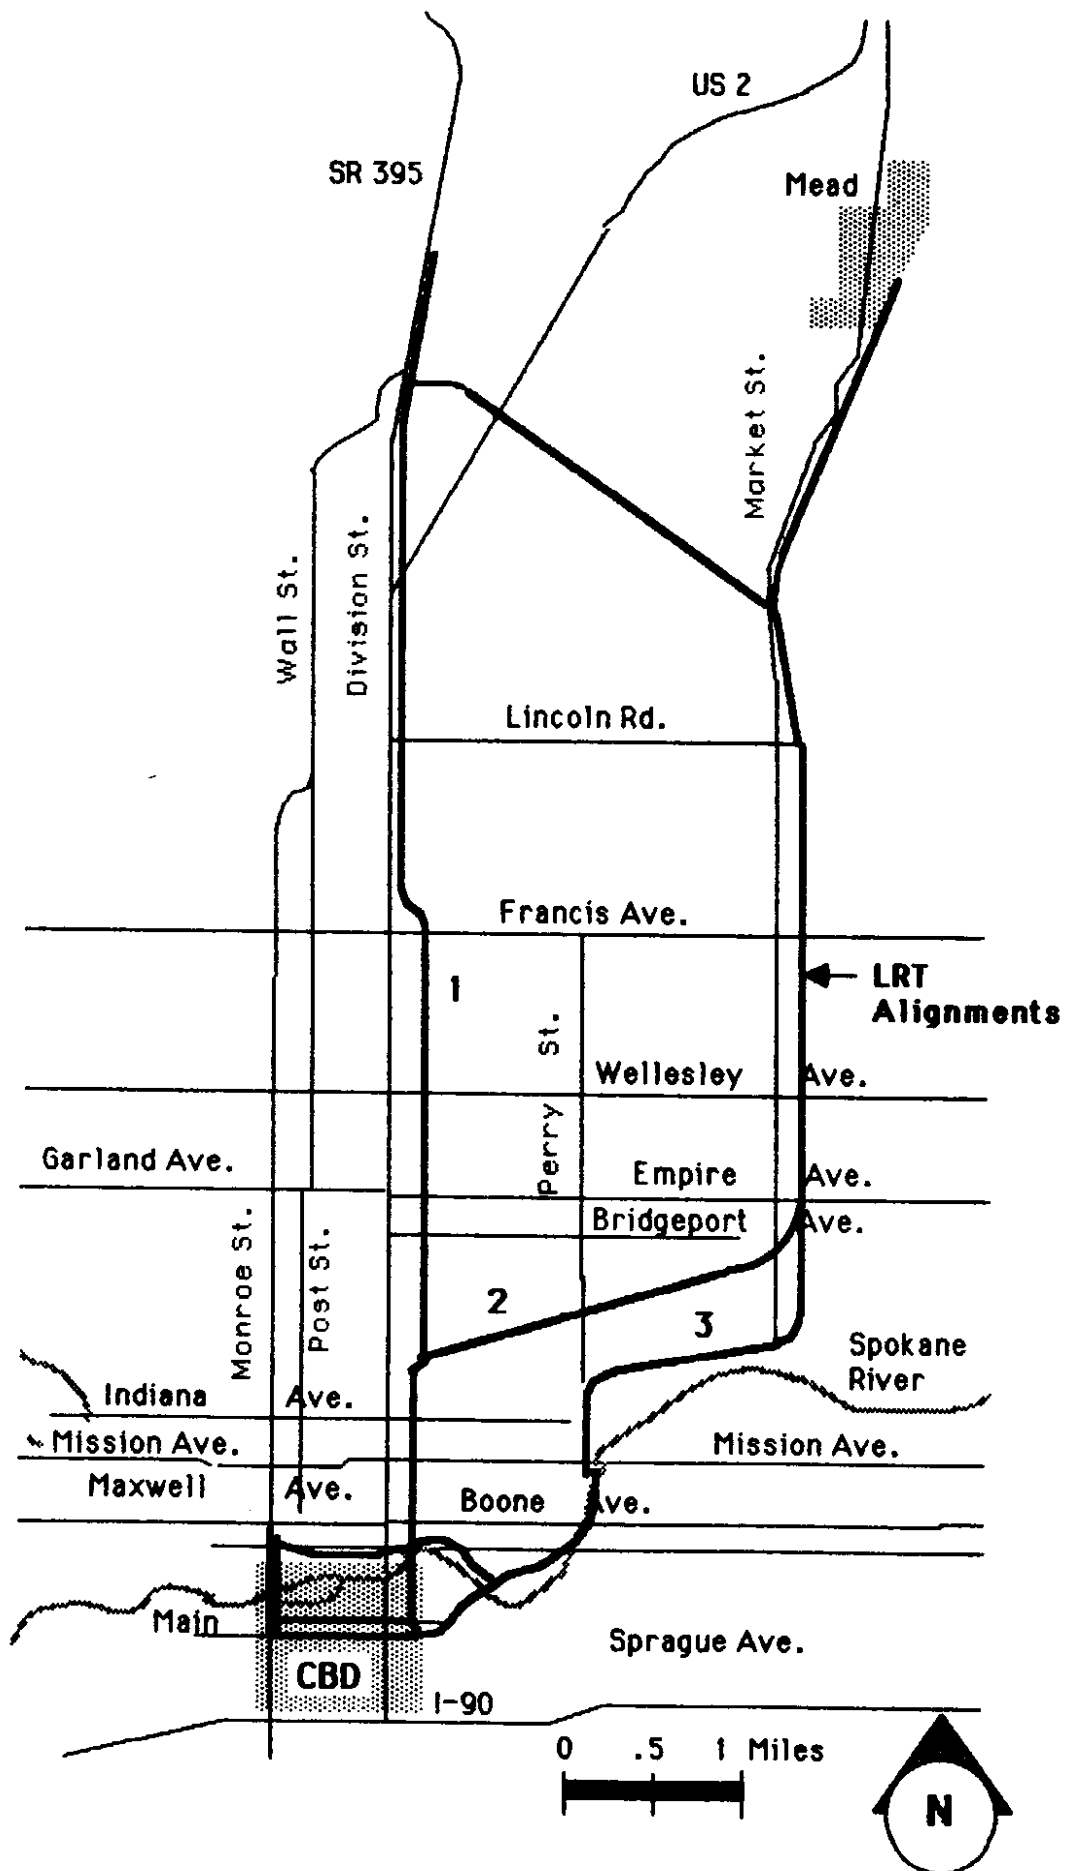 US 2
SR 395
Mead
Market St.
Wall St.
Division St.
Lincoln Rd.
Francis Ave.
1
LRT
Alignments
Perry St.
Wellesley Ave.
Garland Ave.
Empire Ave.
Bridgeport Ave.
Monroe St.
Post St.
2
3
Spokane
River
Indiana Ave.
Mission Ave.
Mission Ave.
Maxwell Ave.
Boone Ave.
Main
Sprague Ave.
CBD
I-90
0 .5 1 Miles
N